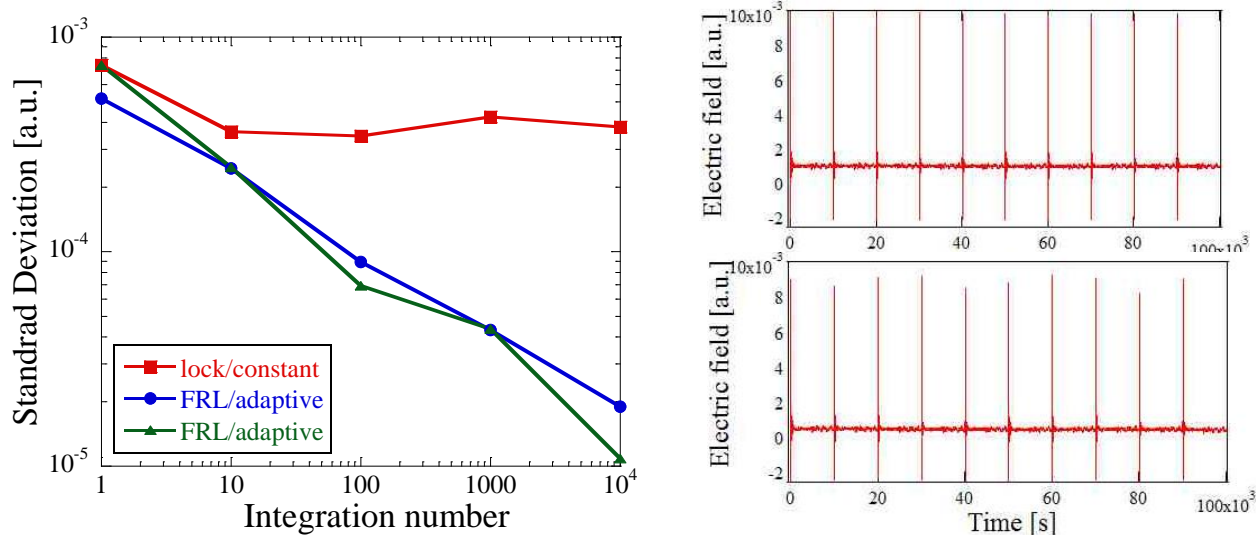 Standrad Deviation [a.u.]
10^-3
10^-4
10^-5
1
10
100
1000
10^4
Integration number
lock/constant
FRL/adaptive
FRL/adaptive
Electric field [a.u.]
10x10^-3
8
6
4
2
0
-2
0
20
40
60
80
100x10^3
Electric field [a.u.]
10x10^-3
8
6
4
2
0
-2
0
20
40
60
80
100x10^3
Time [s]